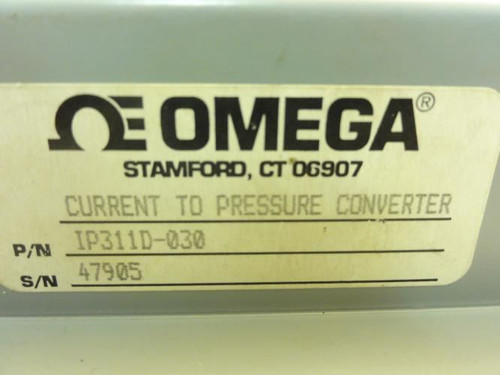 ΩE OMEGA®
STAMFORD, CT 06907
CURRENT TO PRESSURE CONVERTER
P/N IP311D-030
S/N 47905